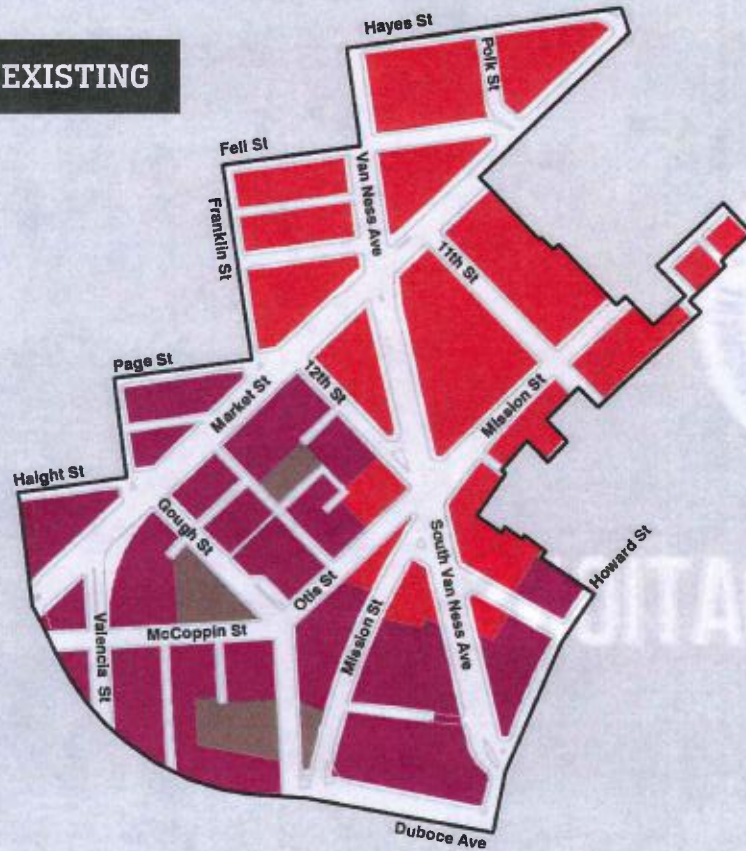 EXISTING
Hayes St
Polk St
Fell St
Van Ness Ave
Franklin St
11th St
Page St
12th St
Market St
Mission St
Haight St
Gough St
Otis St
South Van Ness Ave
Howard St
Valencia St
McCoppin St
Mission St
Duboce Ave